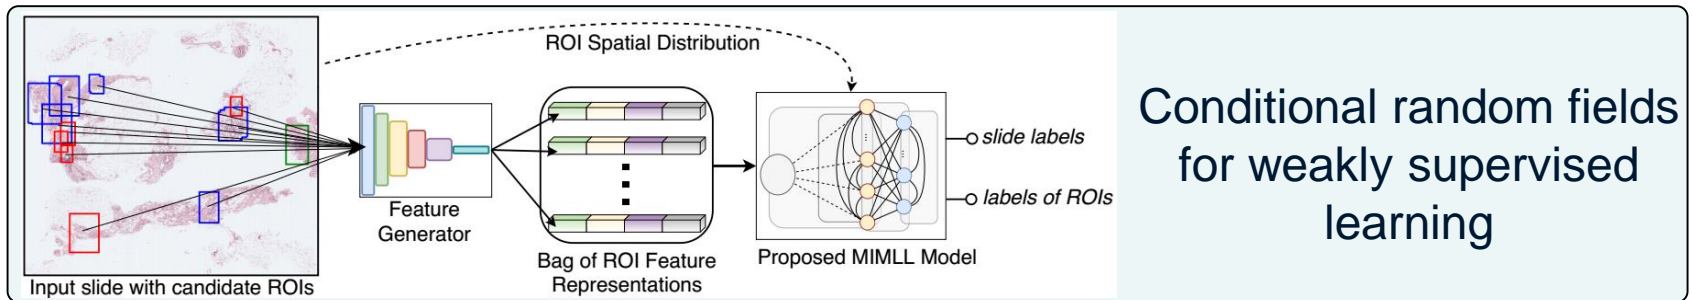 ROI Spatial Distribution
Input slide with candidate ROIs
Feature
Generator
Bag of ROI Feature
Representations
Proposed MIMLL Model
slide labels
labels of ROIs
Conditional random fields
for weakly supervised
learning